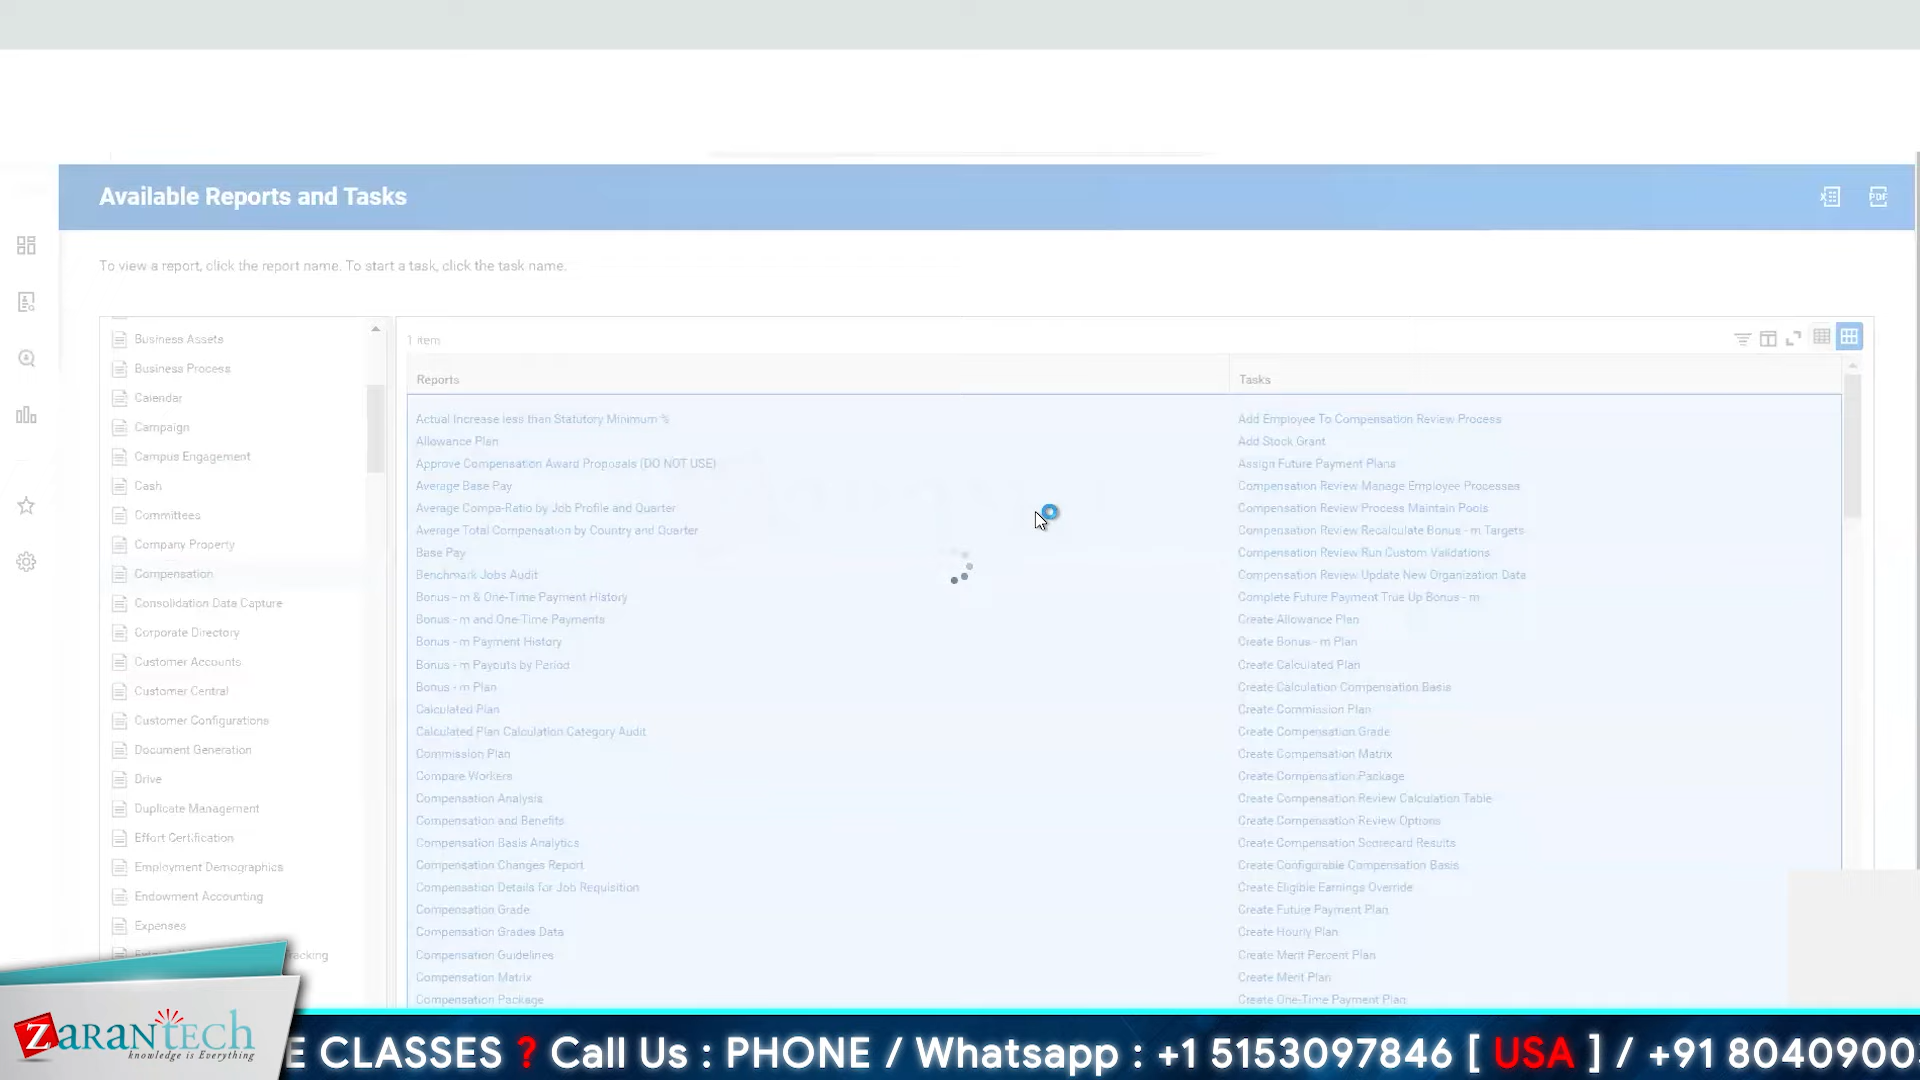 Available Reports and Tasks
PDF
To view a report, click the report name. To start a task, click the task name.
Business Assets
Business Process
Calendar
Campaign
Campus Engagement
Cash
Committees
Company Property
Compensation
Consolidation Data Capture
Corporate Directory
Customer Accounts
Customer Central
Customer Configurations
Document Generation
Drive
Duplicate Management
Effort Certification
Employment Demographics
Endowment Accounting
Expenses
racking
1 item
Reports
Actual Increase less than Statutory Minimum %
Allowance Plan
Approve Compensation Award Proposals (DO NOT USE)
Average Base Pay
Average Compa-Ratio by Job Profile and Quarter
Average Total Compensation by Country and Quarter
Base Pay
Benchmark Jobs Audit
Bonus - m & One-Time Payment History
Bonus - m and One-Time Payments
Bonus - m Payment History
Bonus - m Payouts by Period
Bonus - m Plan
Calculated Plan
Calculated Plan Calculation Category Audit
Commission Plan
Compare Workers
Compensation Analysis
Compensation and Benefits
Compensation Basis Analytics
Compensation Changes Report
Compensation Details for Job Requisition
Compensation Grade
Compensation Grades Data
Compensation Guidelines
Compensation Matrix
Compensation Package
Tasks
Add Employee To Compensation Review Process
Add Stock Grant
Assign Future Payment Plans
Compensation Review Manage Employee Processes
Compensation Review Process Maintain Pools
Compensation Review Recalculate Bonus - m Targets
Compensation Review Run Custom Validations
Compensation Review Update New Organization Data
Complete Future Payment True Up Bonus - m
Create Allowance Plan
Create Bonus - m Plan
Create Calculated Plan
Create Calculation Compensation Basis
Create Commission Plan
Create Compensation Grade
Create Compensation Matrix
Create Compensation Package
Create Compensation Review Calculation Table
Create Compensation Review Options
Create Compensation Scorecard Results
Create Configurable Compensation Basis
Create Eligible Earnings Override
Create Future Payment Plan
Create Hourly Plan
Create Merit Percent Plan
Create Merit Plan
Create One-Time Payment Plan
ZARANTECH
knowledge is Everything
E CLASSES ❓ Call Us : PHONE / Whatsapp : +1 5153097846 [ USA ] / +91 8040900